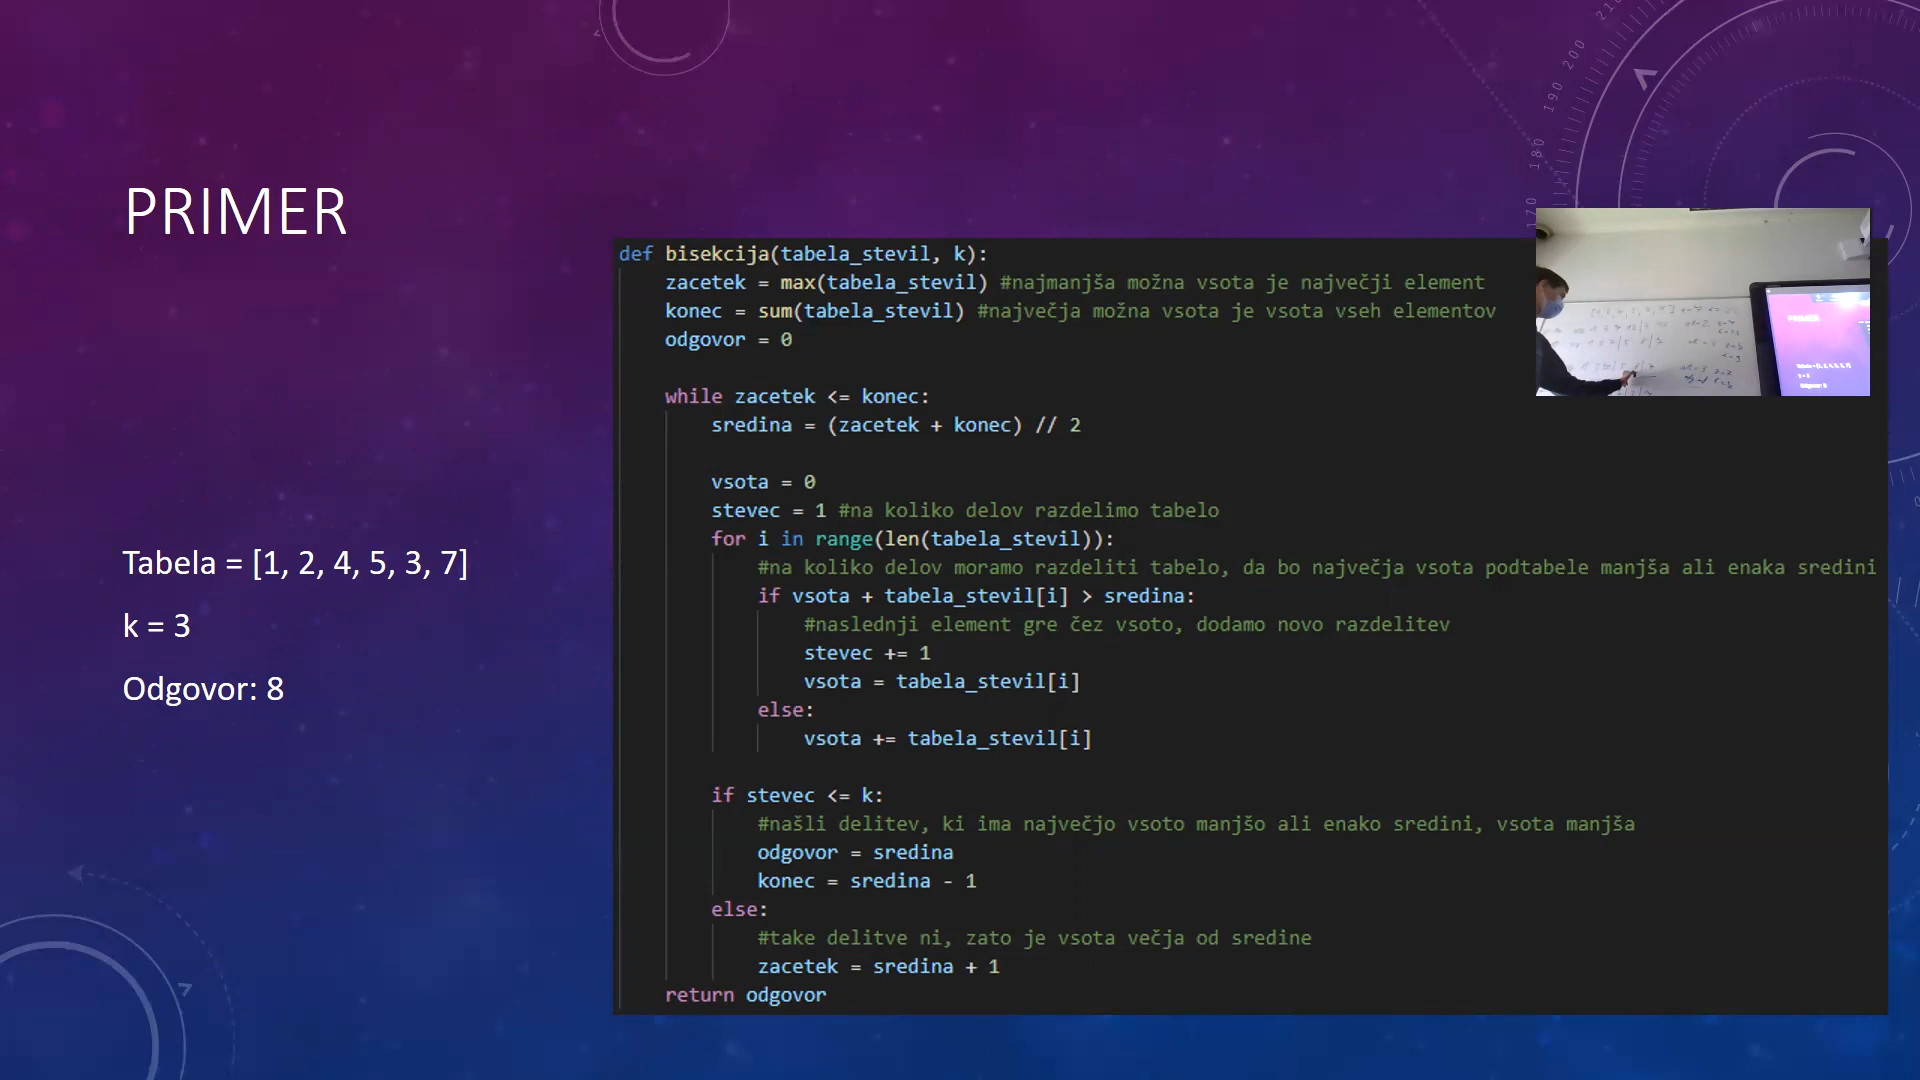 PRIMER
Tabela = [1, 2, 4, 5, 3, 7]
k = 3
Odgovor: 8
def bisekcija(tabela_stevil, k):
zacetek = max(tabela_stevil) #najmanjša možna vsota je največji element
konec = sum(tabela_stevil) #največja možna vsota je vsota vseh elementov
odgovor = 0
while zacetek <= konec:
sredina = (zacetek + konec) // 2
vsota = 0
stevec = 1 #na koliko delov razdelimo tabelo
for i in range(len(tabela_stevil)):
#na koliko delov moramo razdeliti tabelo, da bo največja vsota podtabele manjša ali enaka sredini
if vsota + tabela_stevil[i] > sredina:
#naslednji element gre čez vsoto, dodamo novo razdelitev
stevec += 1
vsota = tabela_stevil[i]
else:
vsota += tabela_stevil[i]
if stevec <= k:
#našli delitev, ki ima največjo vsoto manjšo ali enako sredini, vsota manjša
odgovor = sredina
konec = sredina - 1
else:
#take delitve ni, zato je vsota večja od sredine
zacetek = sredina + 1
return odgovor
210
200
190
180
170
PRIMER